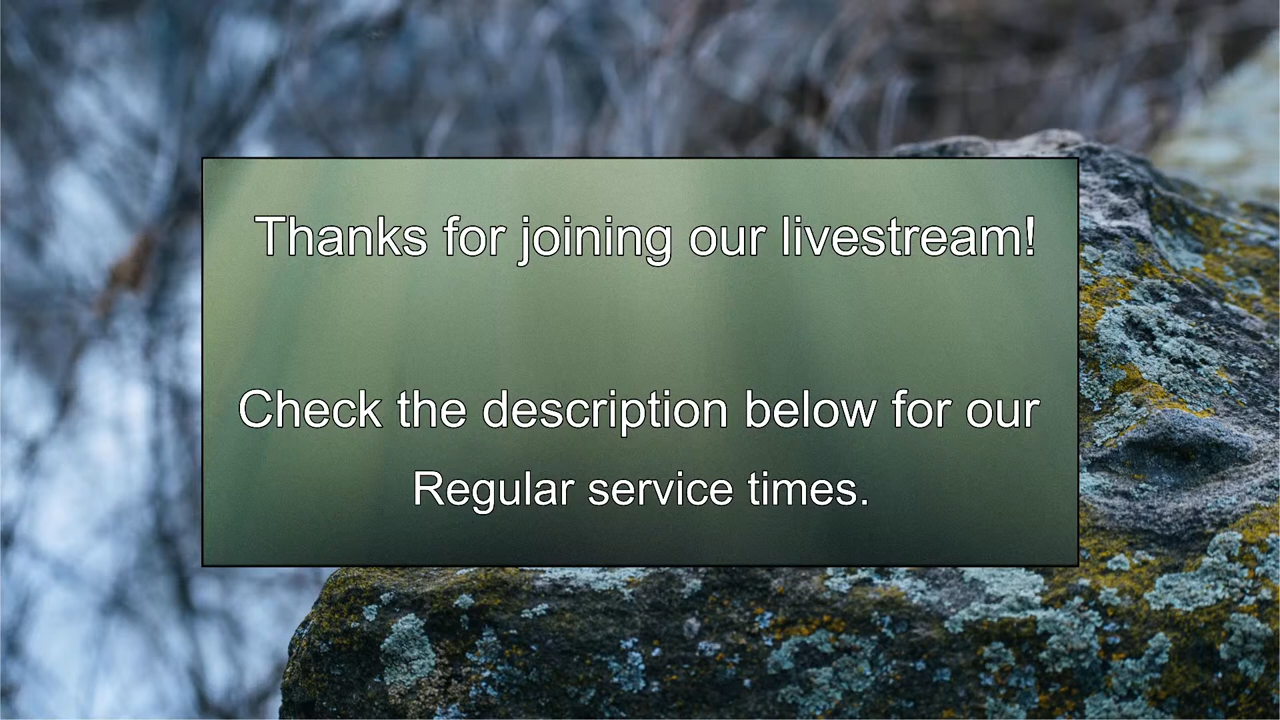 Thanks for joining our livestream!
Check the description below for our
Regular service times.